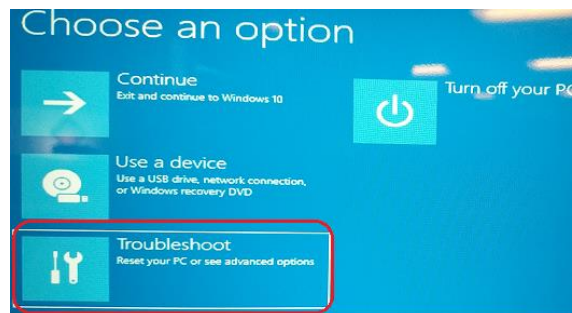 Choose an option
Continue
Exit and continue to Windows 10
Turn off your PC
Use a device
Use a USB drive, network connection,
or Windows recovery DVD
Troubleshoot
Reset your PC or see advanced options